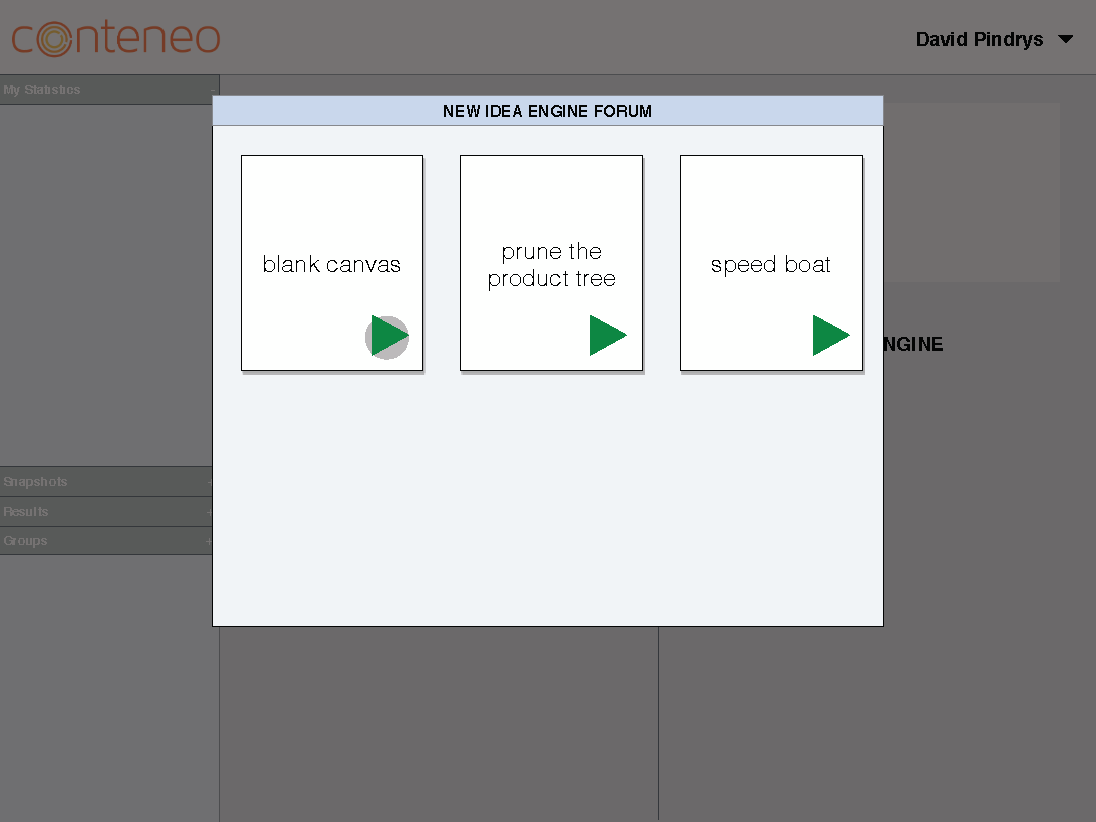 conteneo
David Pindrys
My Statistics -
NEW IDEA ENGINE FORUM
blank canvas
prune the
product tree
speed boat
NGINE
Snapshots +
Results +
Groups +